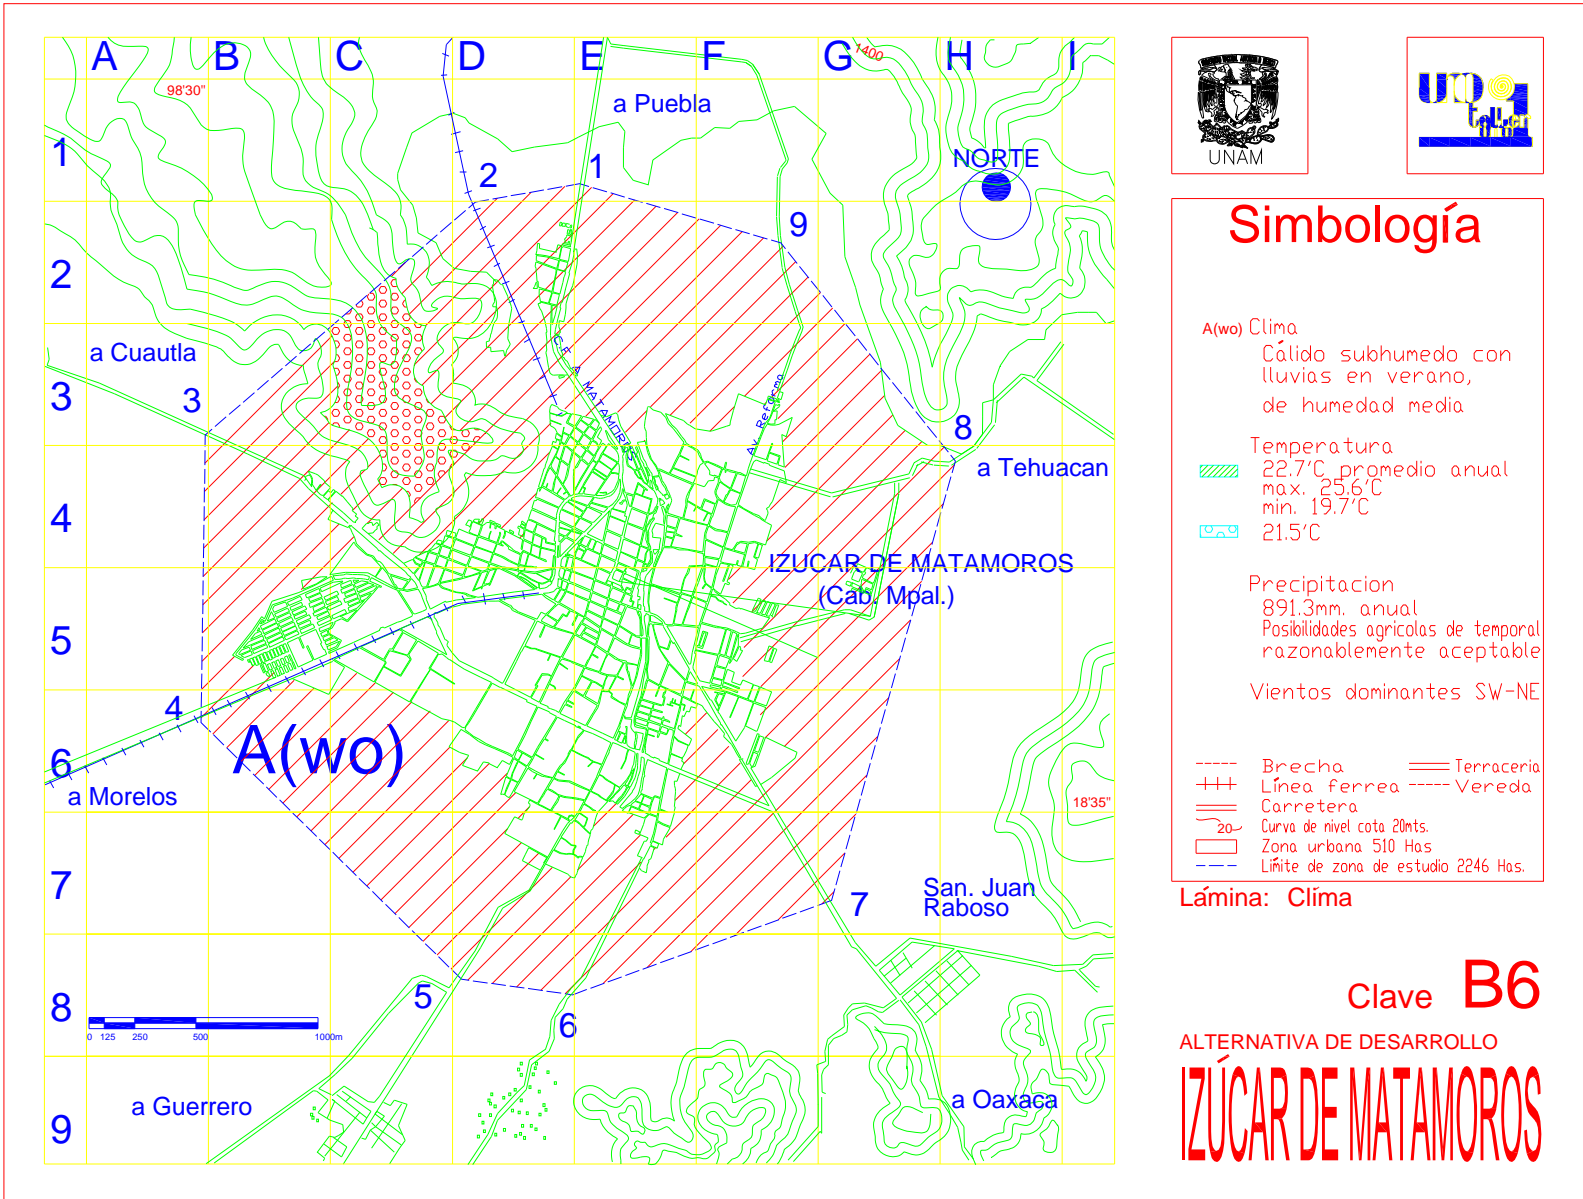 A B C D E F G H I
1
2
3
4
5
6
7
8
9
98'30"
1400
a Puebla
NORTE
1
2
9
a Cuautla
3
C.F. A MATAMOROS
Av. Reforma
8
a Tehuacan
IZUCAR DE MATAMOROS
(Cab. Mpal.)
4
A(wo)
a Morelos
18'35"
San. Juan
Raboso
7
5
6
0 125 250 500 1000m
a Guerrero
a Oaxaca
UNAM
taller
Simbología
A(wo) Clima
Cálido subhumedo con
lluvias en verano,
de humedad media
Temperatura
22.7'C promedio anual
max. 25.6'C
min. 19.7'C
21.5'C
Precipitacion
891.3mm. anual
Posibilidades agricolas de temporal
razonablemente aceptable
Vientos dominantes SW-NE
Brecha
Terraceria
Línea ferrea
Vereda
Carretera
20 Curva de nivel cota 20mts.
Zona urbana 510 Has
Límite de zona de estudio 2246 Has.
Lámina: Clíma
Clave B6
ALTERNATIVA DE DESARROLLO
IZÚCAR DE MATAMOROS